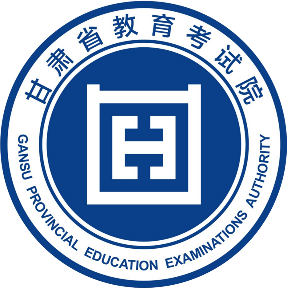 甘肃省教育考试院
GANSU PROVINCIAL EDUCATION EXAMINATIONS AUTHORITY